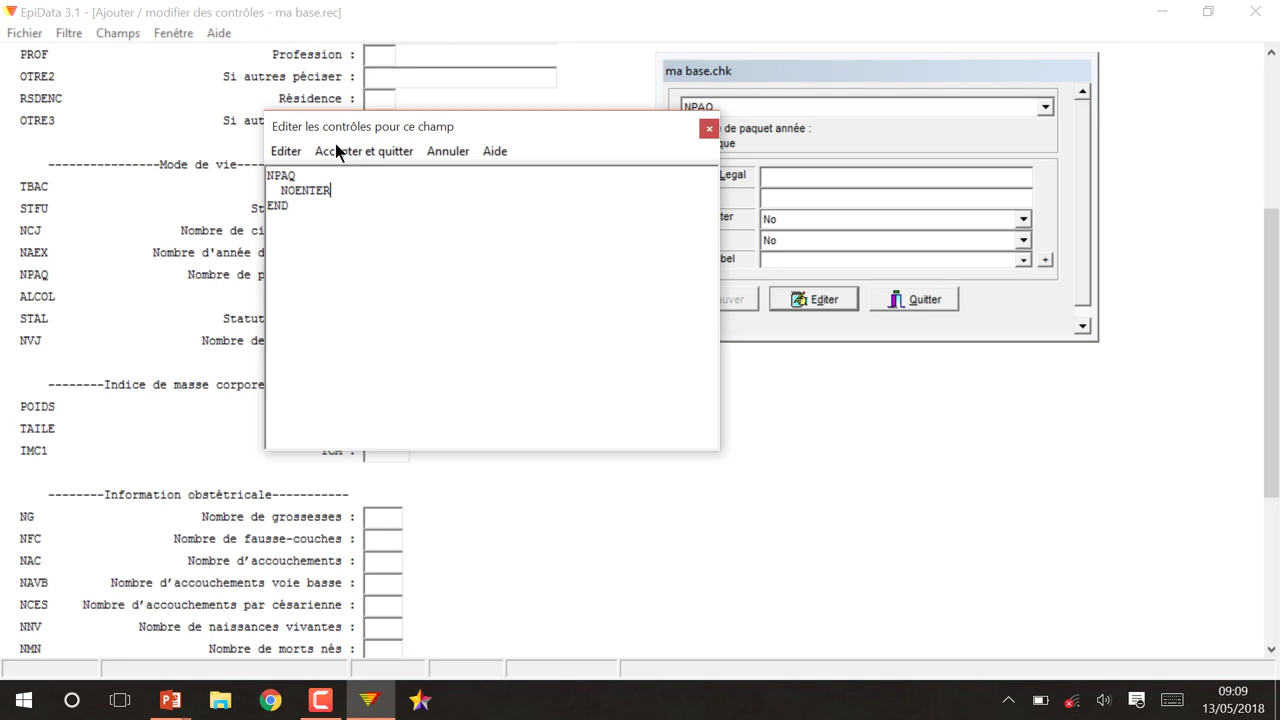 EpiData 3.1 - [Ajouter / modifier des contrôles - ma base.rec]
Fichier Filtre Champs Fenêtre Aide
PROF Profession :
OTRE2 Si autres péciser :
RSDENC Résidence :
OTRE3 Si aut
----------------Mode de vie---
TBAC
STFU St
NCJ Nombre de ci
NAEX Nombre d'année d
NPAQ Nombre de p
ALCOL
STAL Statut
NVJ Nombre de
--------Indice de masse corpore
POIDS
TAILE
IMC1 ICA :
--------Information obstétricale-----------
NG Nombre de grossesses :
NFC Nombre de fausse-couches :
NAC Nombre d’accouchements :
NAVB Nombre d’accouchements voie basse :
NCES Nombre d’accouchements par césarienne :
NNV Nombre de naissances vivantes :
NMN Nombre de morts nés :
Editer les contrôles pour ce champ
Editer Accepter et quitter Annuler Aide
NPAQ
NOENTER
END
ma base.chk
NPAQ
de paquet année :
que
Legal
ter No
No
bel +
uver Editer Quitter
09:09
13/05/2018